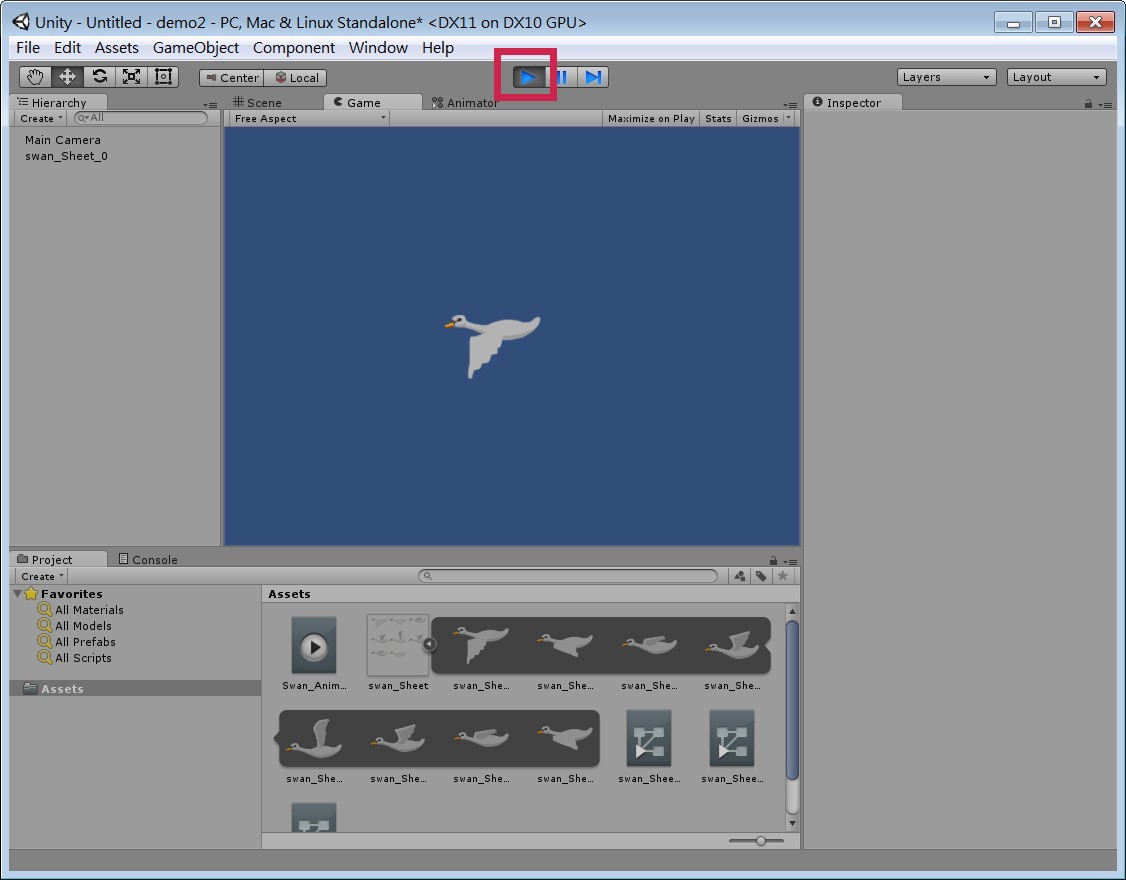 Unity - Untitled - demo2 - PC, Mac & Linux Standalone* <DX11 on DX10 GPU>
File Edit Assets GameObject Component Window Help
Center Local Layers Layout
Hierarchy
Create All
Main Camera
swan_Sheet_0
Scene Game Animator
Free Aspect Maximize on Play Stats Gizmos
Inspector
Project Console
Create
Favorites
All Materials
All Models
All Prefabs
All Scripts
Assets
Assets
Swan_Anim... swan_Sheet swan_She... swan_She... swan_She... swan_She...
swan_She... swan_She... swan_She... swan_She... swan_Shee... swan_Shee...